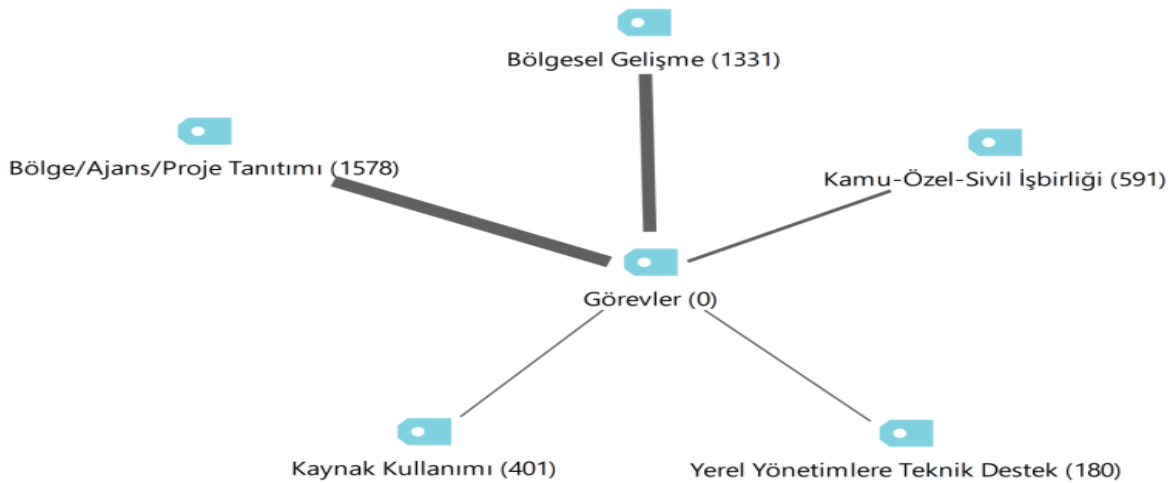 Bölgesel Gelişme (1331)
Bölge/Ajans/Proje Tanıtımı (1578)
Kamu-Özel-Sivil İşbirliği (591)
Görevler (0)
Kaynak Kullanımı (401)
Yerel Yönetimlere Teknik Destek (180)